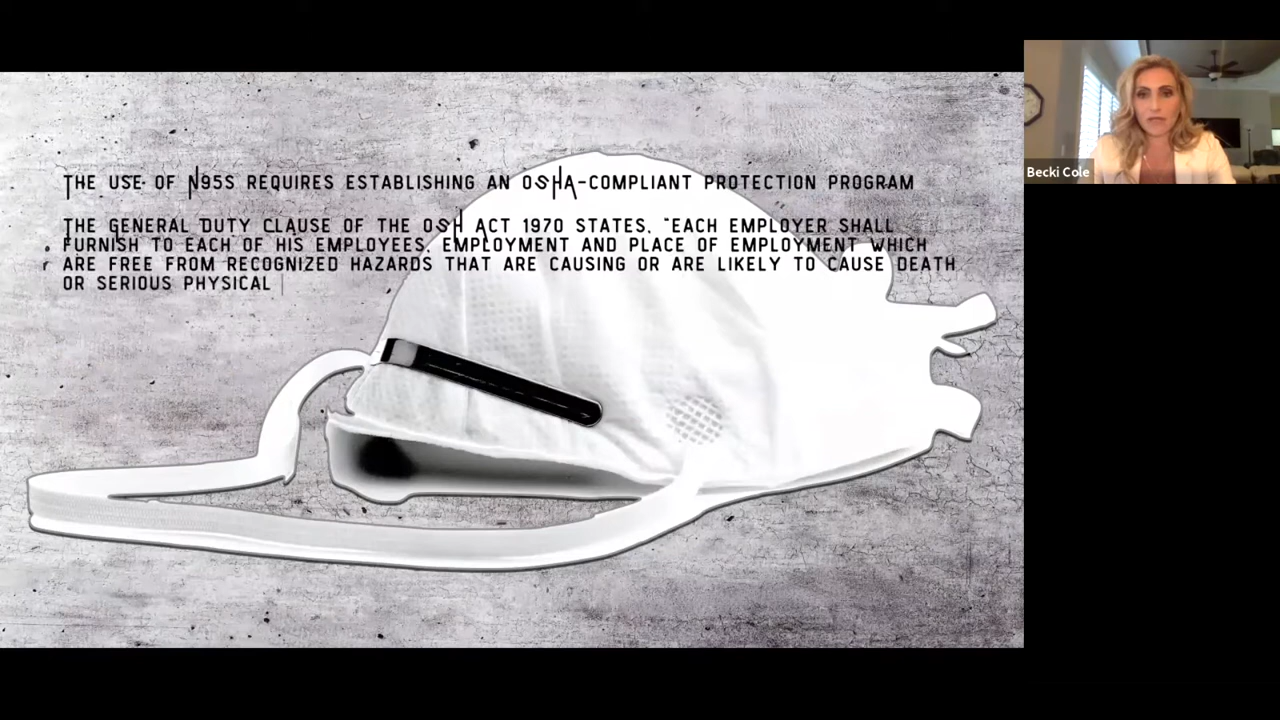 THE USE OF N95S REQUIRES ESTABLISHING AN OSHA-COMPLIANT PROTECTION PROGRAM
THE GENERAL DUTY CLAUSE OF THE OSH ACT 1970 STATES, "EACH EMPLOYER SHALL
FURNISH TO EACH OF HIS EMPLOYEES, EMPLOYMENT AND PLACE OF EMPLOYMENT WHICH
ARE FREE FROM RECOGNIZED HAZARDS THAT ARE CAUSING OR ARE LIKELY TO CAUSE DEATH
OR SERIOUS PHYSICAL
Becki Cole